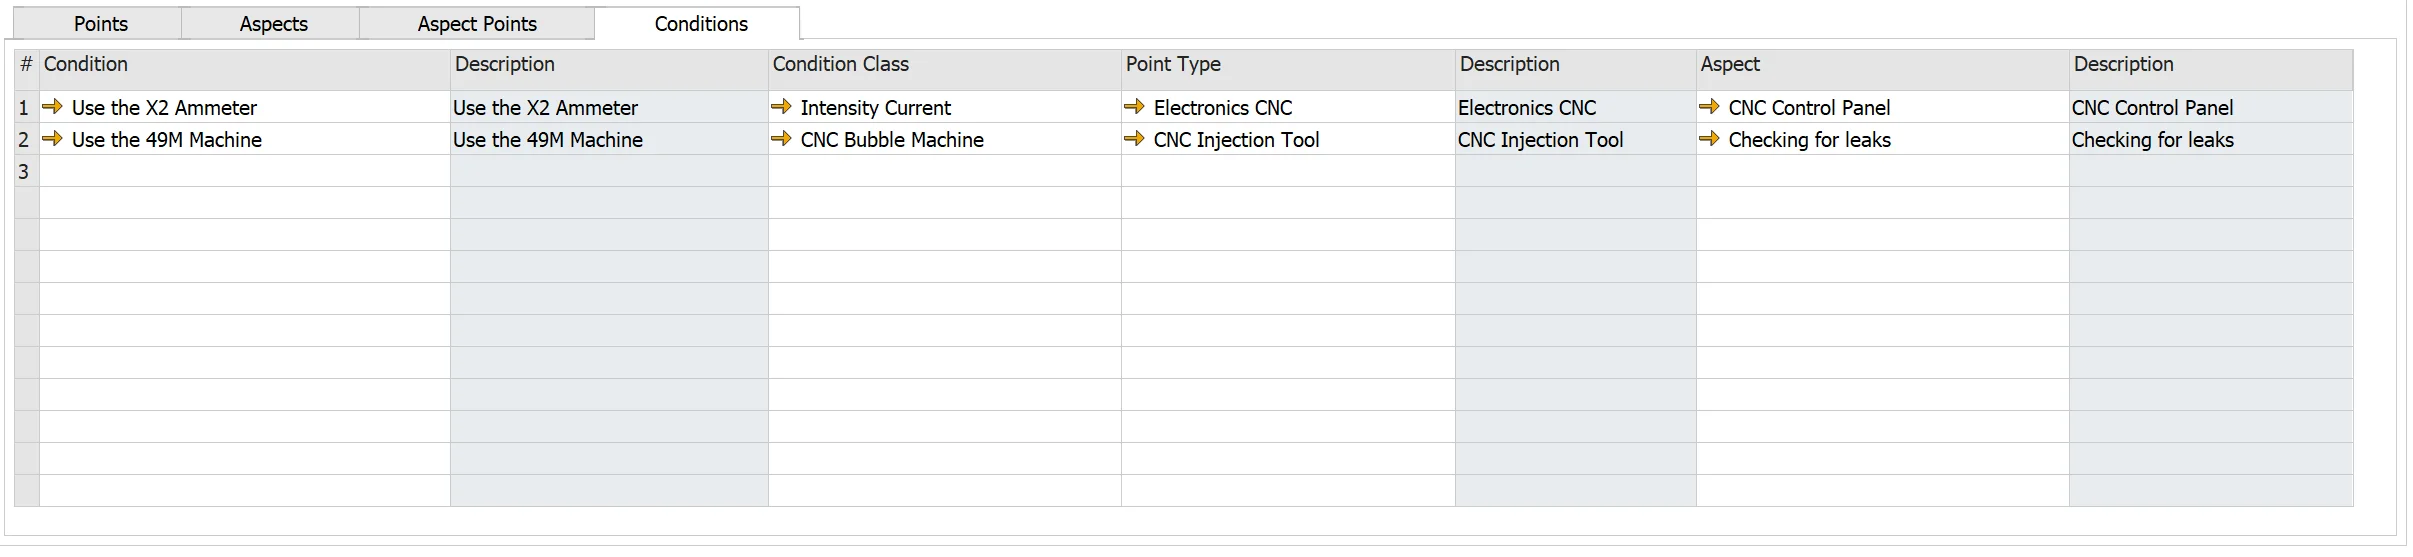 Points Aspects Aspect Points Conditions
# Condition Description Condition Class Point Type Description Aspect Description
1 Use the X2 Ammeter Use the X2 Ammeter Intensity Current Electronics CNC Electronics CNC CNC Control Panel CNC Control Panel
2 Use the 49M Machine Use the 49M Machine CNC Bubble Machine CNC Injection Tool CNC Injection Tool Checking for leaks Checking for leaks
3